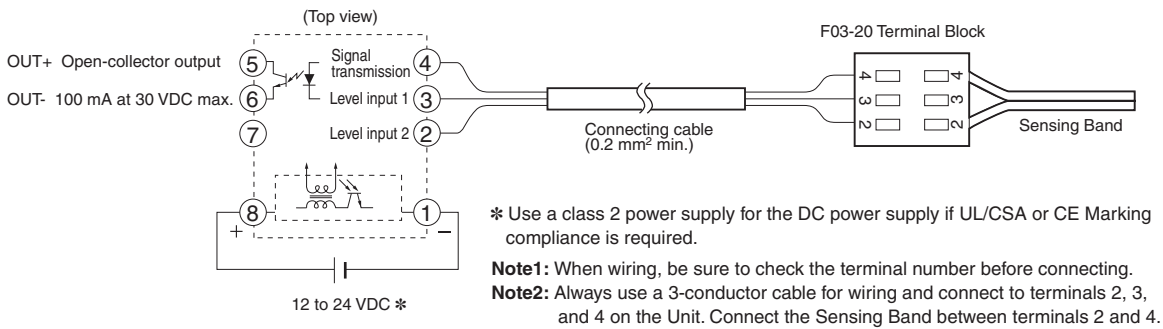 (Top view)
F03-20 Terminal Block
OUT+ Open-collector output
5
Signal
transmission
4
OUT- 100 mA at 30 VDC max.
6
Level input 1
3
7
Level input 2
2
4
3
2
4
3
2
Connecting cable
(0.2 mm² min.)
Sensing Band
8
1
+
−
12 to 24 VDC ✻
✻ Use a class 2 power supply for the DC power supply if UL/CSA or CE Marking
compliance is required.
Note1: When wiring, be sure to check the terminal number before connecting.
Note2: Always use a 3-conductor cable for wiring and connect to terminals 2, 3,
and 4 on the Unit. Connect the Sensing Band between terminals 2 and 4.